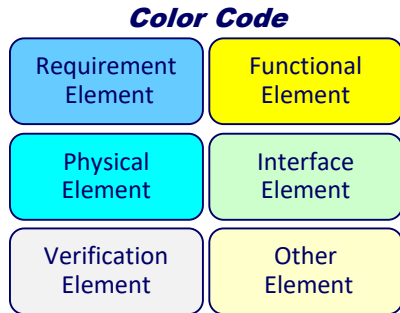 Color Code
Requirement
Element
Functional
Element
Physical
Element
Interface
Element
Verification
Element
Other
Element